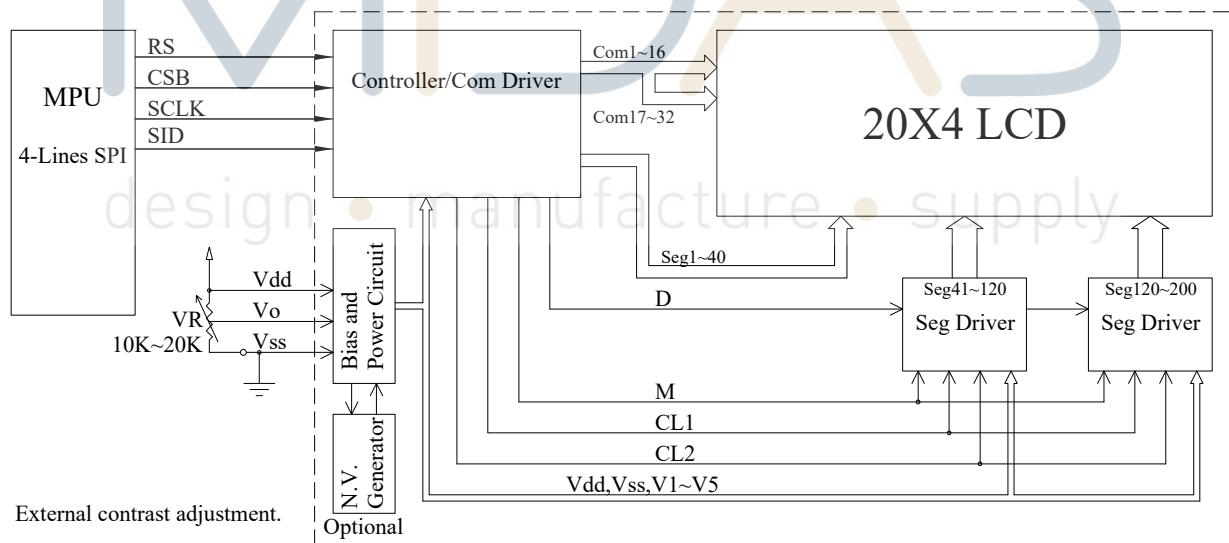 MIDAS
design • manufacture • supply
MPU
4-Lines SPI
RS
CSB
SCLK
SID
Controller/Com Driver
Com1~16
Com17~32
20X4 LCD
Seg1~40
D
Seg41~120
Seg Driver
Seg120~200
Seg Driver
Vdd
VR
Vo
10K~20K
Vss
Bias and
Power Circuit
M
CL1
CL2
N.V.
Generator
Vdd,Vss,V1~V5
External contrast adjustment.
Optional